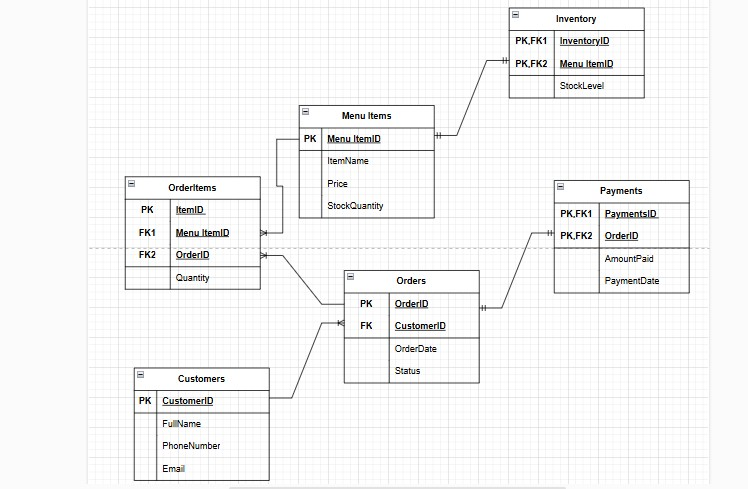 Inventory
PK,FK1 InventoryID
PK,FK2 Menu ItemID
StockLevel
Menu Items
PK Menu ItemID
ItemName
Price
StockQuantity
OrderItems
PK ItemID
FK1 Menu ItemID
FK2 OrderID
Quantity
Payments
PK,FK1 PaymentsID
PK,FK2 OrderID
AmountPaid
PaymentDate
Orders
PK OrderID
FK CustomerID
OrderDate
Status
Customers
PK CustomerID
FullName
PhoneNumber
Email